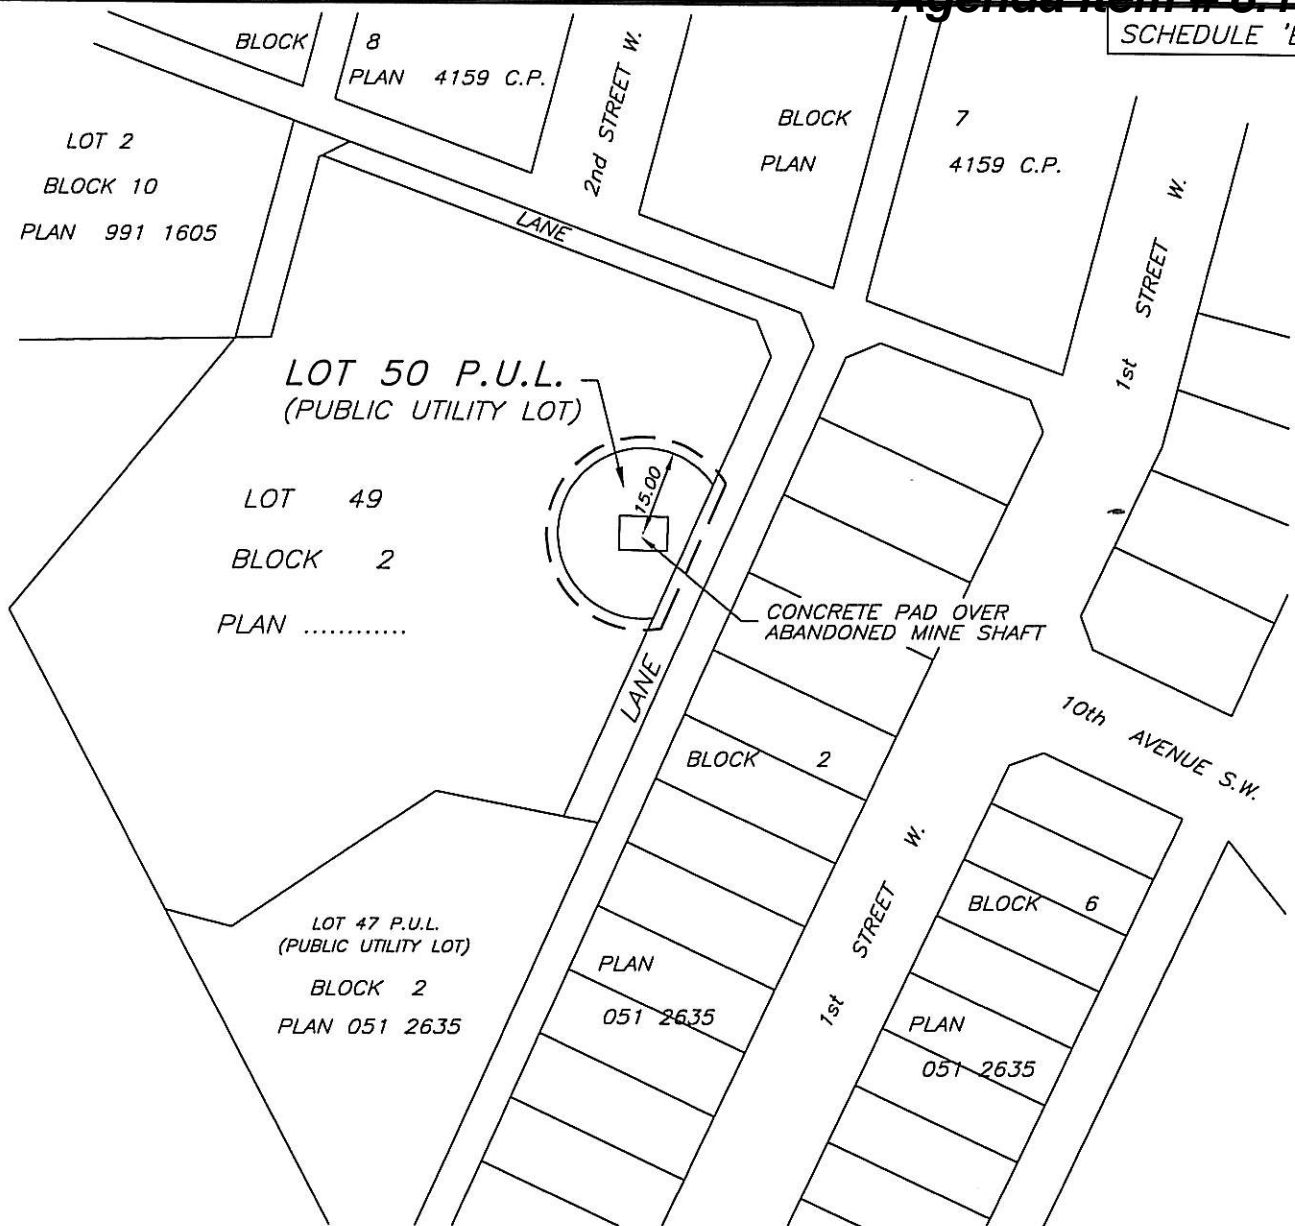 SCHEDULE
BLOCK 8
PLAN 4159 C.P.
2nd STREET W.
BLOCK 7
PLAN 4159 C.P.
LOT 2
BLOCK 10
PLAN 991 1605
LANE
1st STREET W.
LOT 50 P.U.L.
(PUBLIC UTILITY LOT)
15.00
LOT 49
BLOCK 2
PLAN ............
CONCRETE PAD OVER
ABANDONED MINE SHAFT
LANE
10th AVENUE S.W.
BLOCK 2
1st STREET W.
BLOCK 6
LOT 47 P.U.L.
(PUBLIC UTILITY LOT)
BLOCK 2
PLAN 051 2635
PLAN
051 2635
PLAN
051 2635